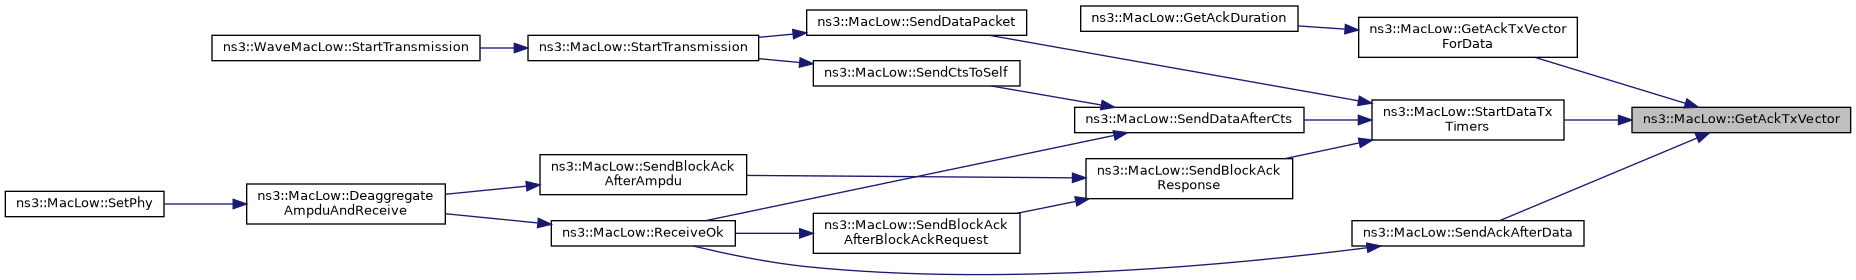 ns3::MacLow::SendDataPacket
ns3::MacLow::GetAckDuration
ns3::MacLow::GetAckTxVector
ForData
ns3::WaveMacLow::StartTransmission
ns3::MacLow::StartTransmission
ns3::MacLow::SendCtsToSelf
ns3::MacLow::SendDataAfterCts
ns3::MacLow::StartDataTx
Timers
ns3::MacLow::GetAckTxVector
ns3::MacLow::SendBlockAck
AfterAmpdu
ns3::MacLow::SendBlockAck
Response
ns3::MacLow::SetPhy
ns3::MacLow::Deaggregate
AmpduAndReceive
ns3::MacLow::ReceiveOk
ns3::MacLow::SendBlockAck
AfterBlockAckRequest
ns3::MacLow::SendAckAfterData